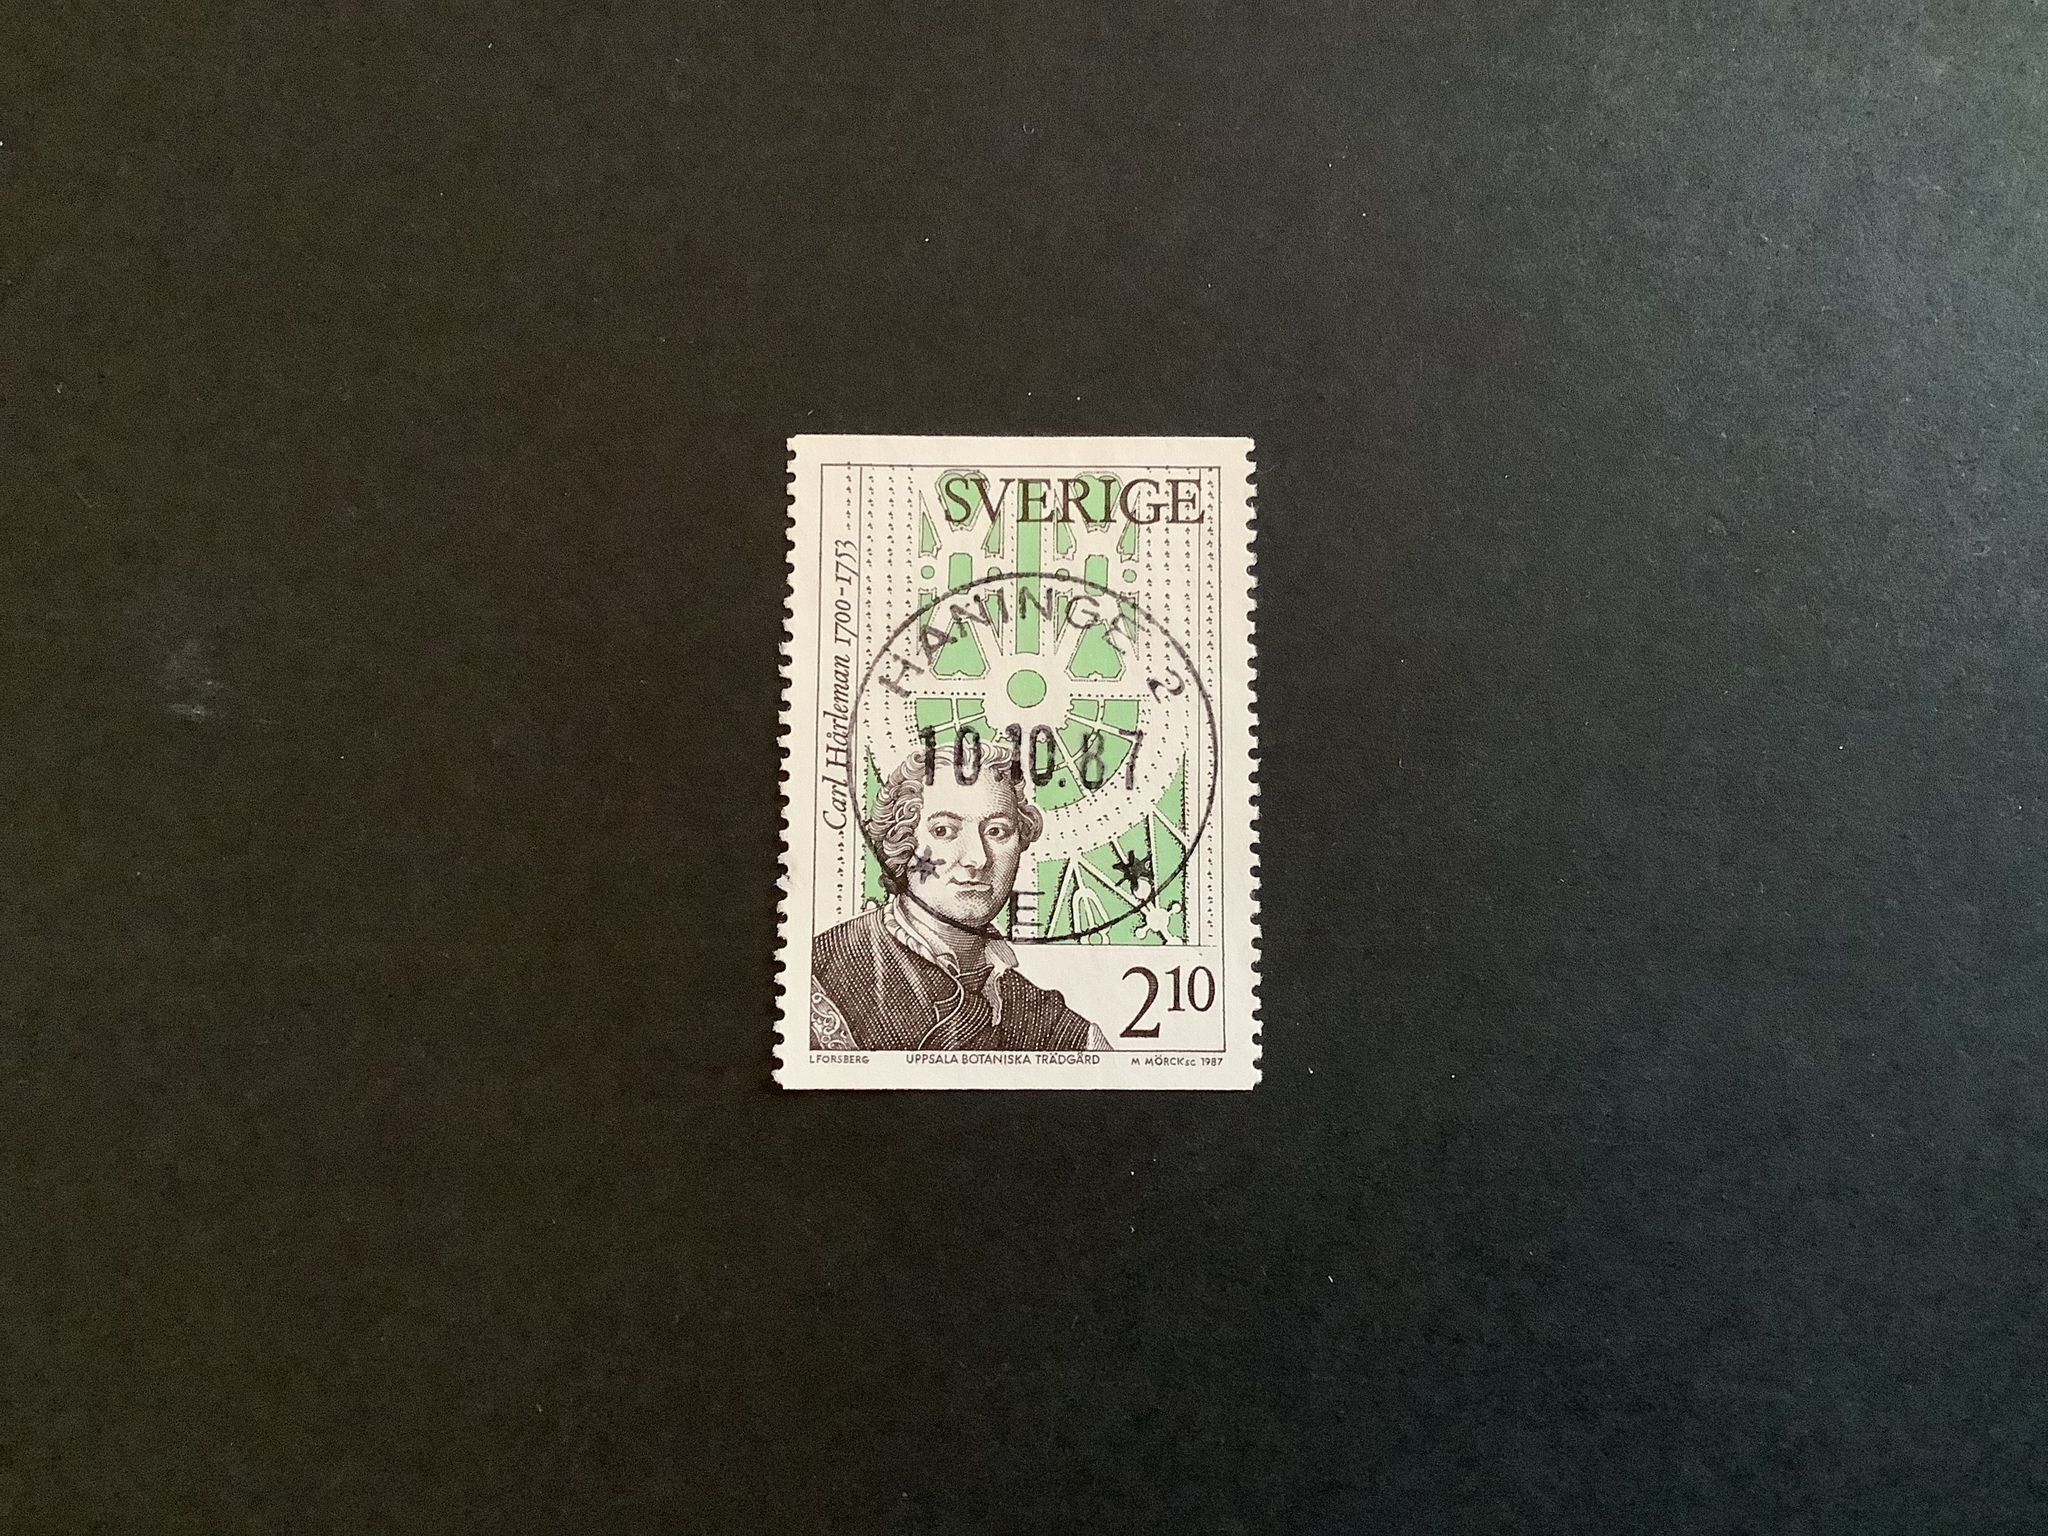 SVERIGE
Carl Hårleman 1700-1753
HANINGE 2
10.10.87
* *
E
2 10
L FORSBERG UPPSALA BOTANISKA TRÄDGÅRD M MÖRCK sc 1987